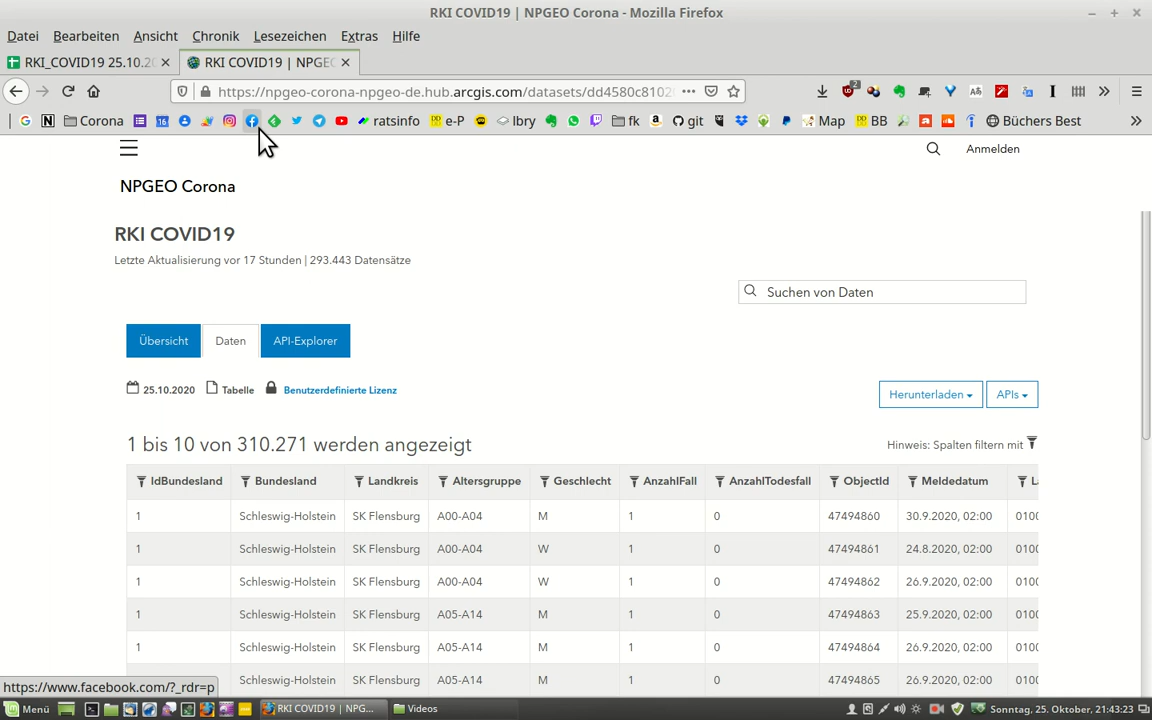 RKI COVID19 | NPGEO Corona - Mozilla Firefox
Datei Bearbeiten Ansicht Chronik Lesezeichen Extras Hilfe
RKI_COVID19 25.10.20 RKI COVID19 | NPGEO
https://npgeo-corona-npgeo-de.hub.arcgis.com/datasets/dd4580c8102 2
Corona ratsinfo e-P lbry fk git Map BB Büchers Best
Anmelden
NPGEO Corona
RKI COVID19
Letzte Aktualisierung vor 17 Stunden | 293.443 Datensätze
Suchen von Daten
Übersicht Daten API-Explorer
25.10.2020 Tabelle Benutzerdefinierte Lizenz
Herunterladen APIs
1 bis 10 von 310.271 werden angezeigt
Hinweis: Spalten filtern mit
IdBundesland Bundesland Landkreis Altersgruppe Geschlecht AnzahlFall AnzahlTodesfall ObjectId Meldedatum
1 Schleswig-Holstein SK Flensburg A00-A04 M 1 0 47494860 30.9.2020, 02:00 0100
1 Schleswig-Holstein SK Flensburg A00-A04 W 1 0 47494861 24.8.2020, 02:00 0100
1 Schleswig-Holstein SK Flensburg A00-A04 W 1 0 47494862 26.9.2020, 02:00 0100
1 Schleswig-Holstein SK Flensburg A05-A14 M 1 0 47494863 25.9.2020, 02:00 0100
1 Schleswig-Holstein SK Flensburg A05-A14 M 1 0 47494864 26.9.2020, 02:00 0100
1 Schleswig-Holstein SK Flensburg A05-A14 M 1 0 47494865 26.9.2020, 02:00 0100
https://www.facebook.com/?_rdr=p
Menü RKI COVID19 | NPG... Videos Sonntag, 25. Oktober, 21:43:23